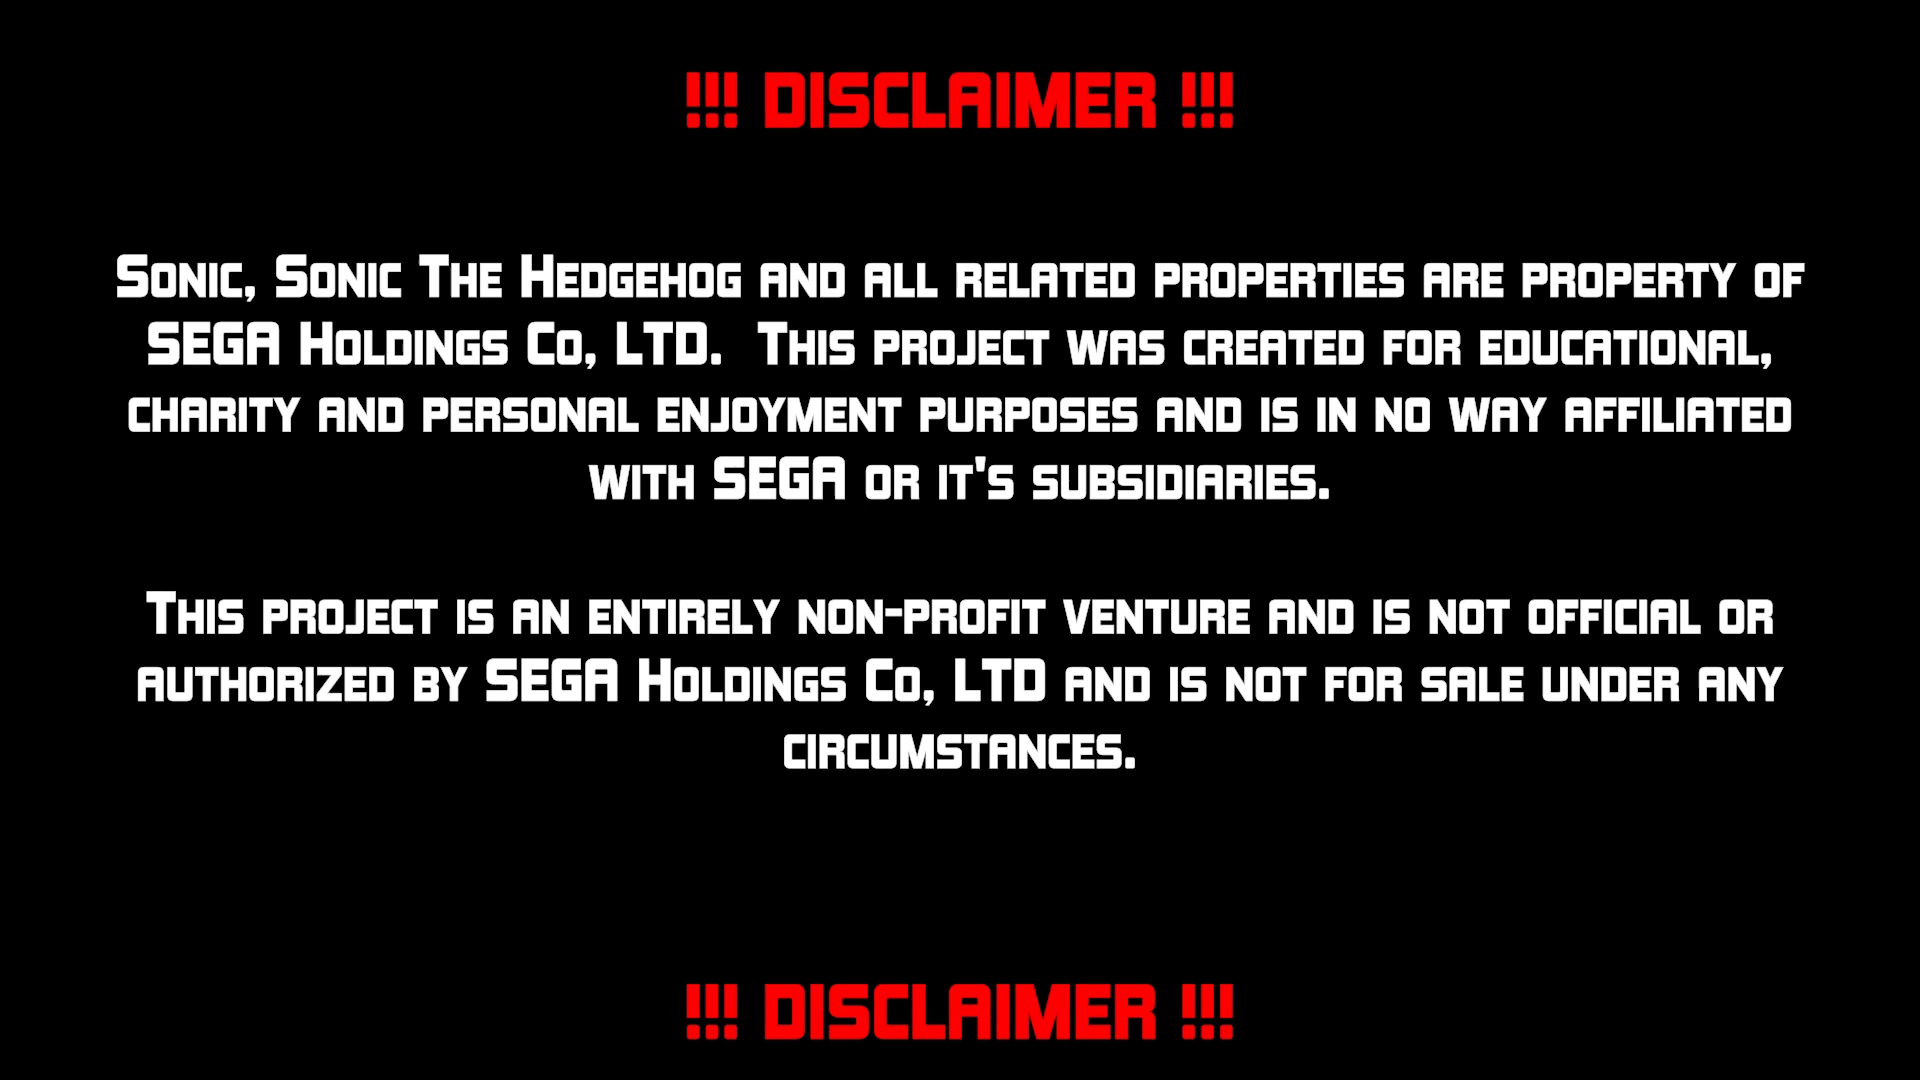 !!! DISCLAIMER !!!
Sonic, Sonic The Hedgehog and all related properties are property of
SEGA Holdings Co, LTD.  This project was created for educational,
charity and personal enjoyment purposes and is in no way affiliated
with SEGA or it's subsidiaries.
This project is an entirely non-profit venture and is not official or
authorized by SEGA Holdings Co, LTD and is not for sale under any
circumstances.
!!! DISCLAIMER !!!